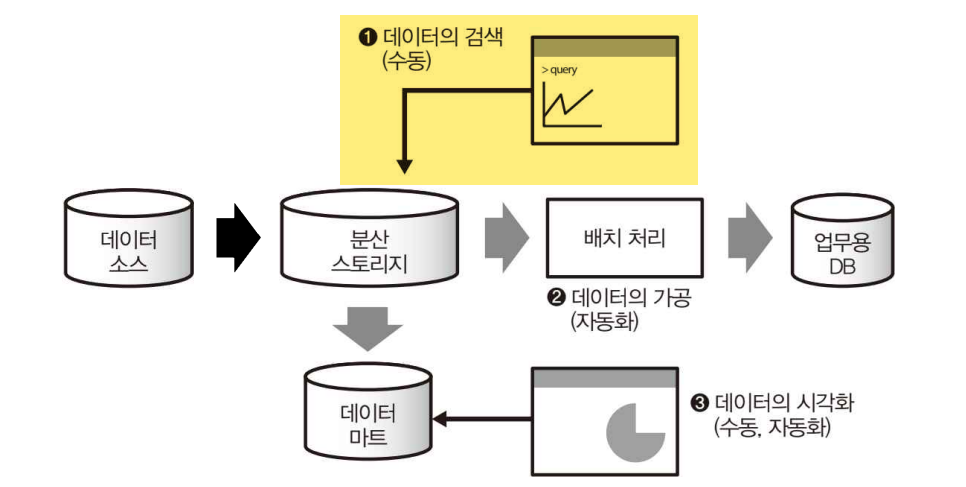 ❶ 데이터의 검색
(수동)
> query
데이터
소스
분산
스토리지
배치 처리
업무용
DB
❷ 데이터의 가공
(자동화)
데이터
마트
❸ 데이터의 시각화
(수동, 자동화)